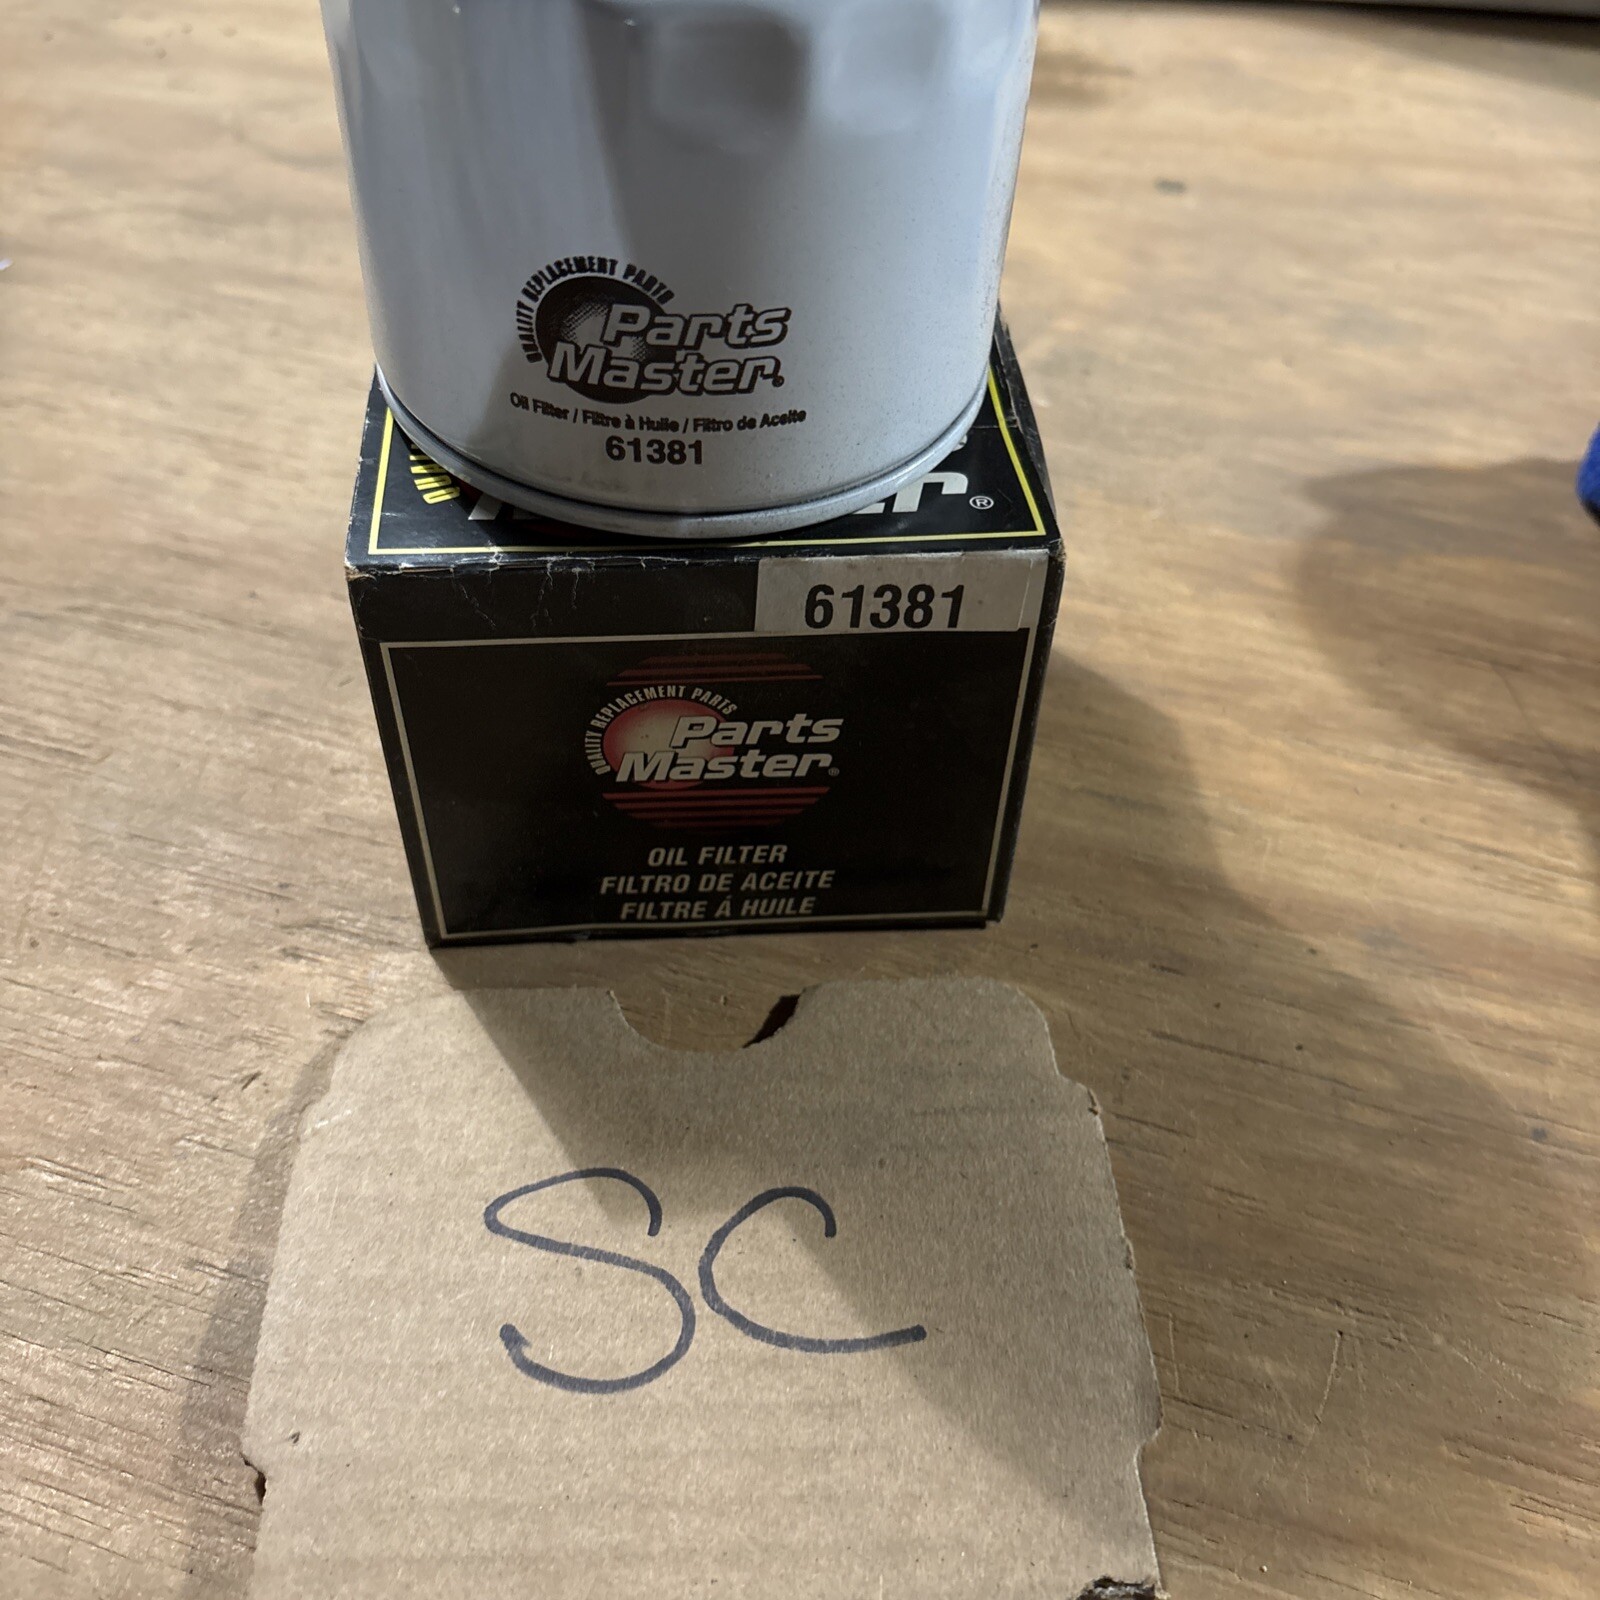 QUALITY REPLACEMENT PARTS
Parts
Master®
Oil Filter / Filtre à Huile / Filtro de Aceite
61381
®
61381
QUALITY REPLACEMENT PARTS
Parts
Master®
OIL FILTER
FILTRO DE ACEITE
FILTRE Á HUILE
SC